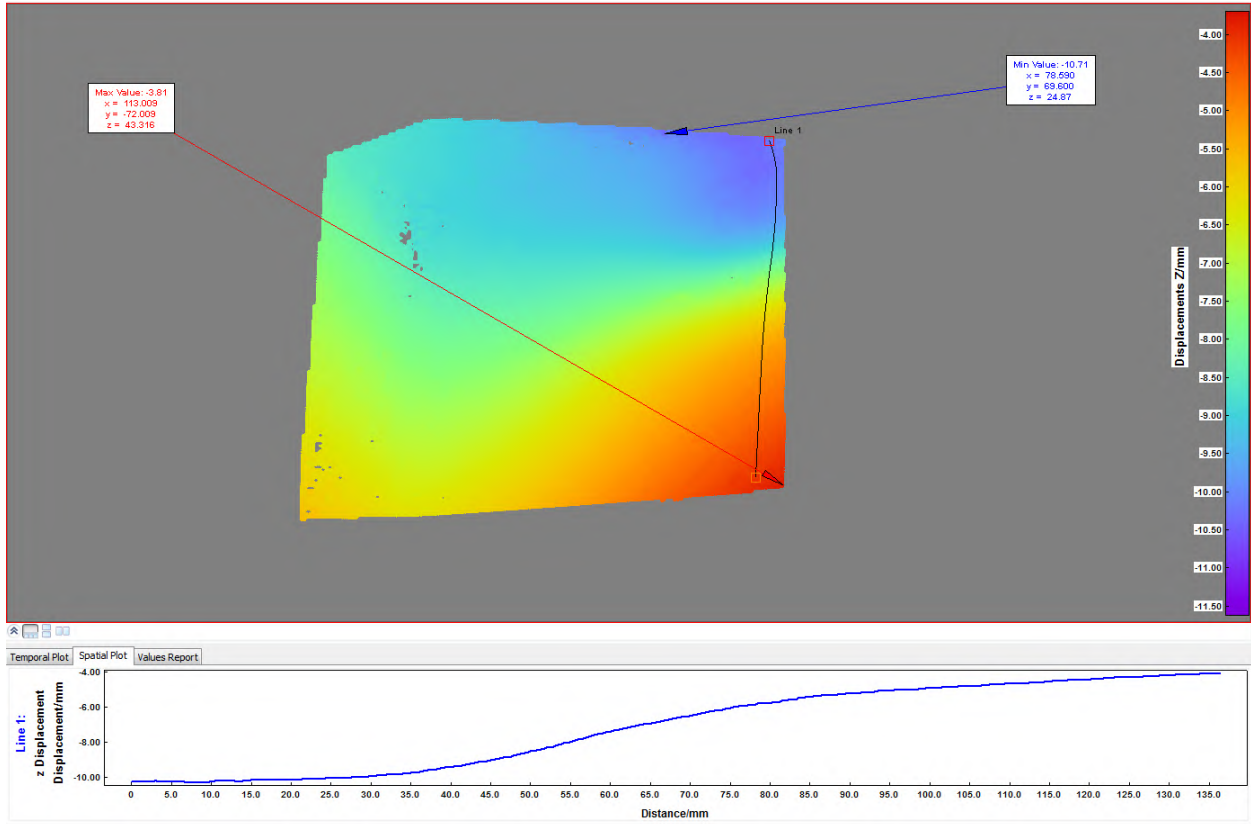 Max Value: -3.81
x = 113.009
y = -72.009
z = 43.316
Min Value: -10.71
x = 78.590
y = 69.600
z = 24.87
Line 1
Displacements Z/mm
-4.00
-4.50
-5.00
-5.50
-6.00
-6.50
-7.00
-7.50
-8.00
-8.50
-9.00
-9.50
-10.00
-10.50
-11.00
-11.50
Temporal Plot Spatial Plot Values Report
Line 1:
z Displacement
Displacement/mm
-4.00
-6.00
-8.00
-10.00
0 5.0 10.0 15.0 20.0 25.0 30.0 35.0 40.0 45.0 50.0 55.0 60.0 65.0 70.0 75.0 80.0 85.0 90.0 95.0 100.0 105.0 110.0 115.0 120.0 125.0 130.0 135.0
Distance/mm